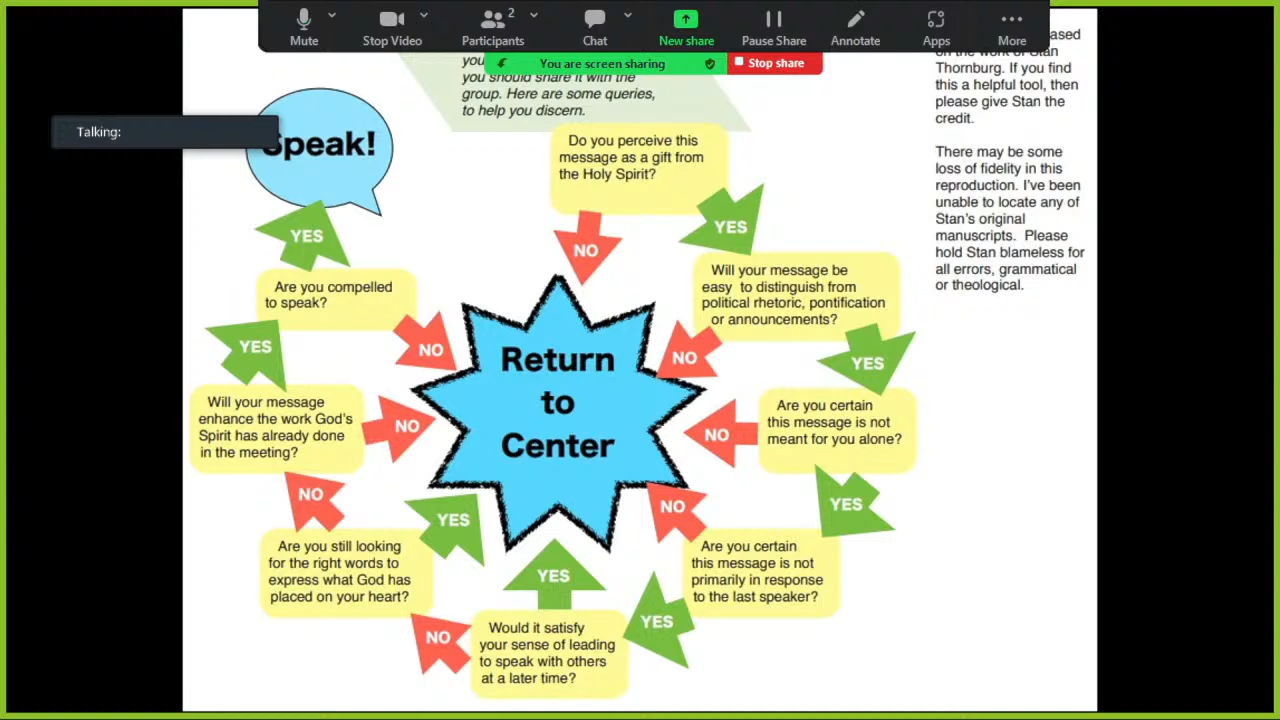 Mute
Stop Video
2
Participants
Chat
New share
Pause Share
Annotate
Apps
More
You are screen sharing
Stop share
Talking:
you
you should share it with the
group. Here are some queries,
to help you discern.
ased
on the work of Stan
Thornburg. If you find
this a helpful tool, then
please give Stan the
credit.
There may be some
loss of fidelity in this
reproduction. I've been
unable to locate any of
Stan's original
manuscripts. Please
hold Stan blameless for
all errors, grammatical
or theological.
Speak!
Do you perceive this
message as a gift from
the Holy Spirit?
NO
YES
Will your message be
easy to distinguish from
political rhetoric, pontification
or announcements?
NO
YES
Are you certain
this message is not
meant for you alone?
NO
YES
Are you certain
this message is not
primarily in response
to the last speaker?
NO
YES
Would it satisfy
your sense of leading
to speak with others
at a later time?
YES
NO
Are you still looking
for the right words to
express what God has
placed on your heart?
YES
NO
Will your message
enhance the work God's
Spirit has already done
in the meeting?
NO
YES
Are you compelled
to speak?
NO
YES
Return
to
Center